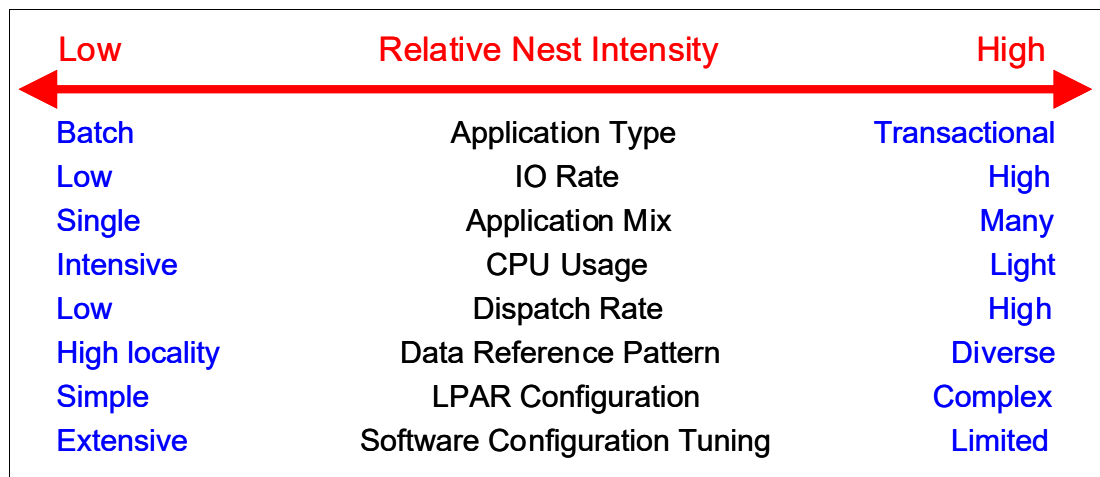 Low Relative Nest Intensity High
Batch Application Type Transactional
Low IO Rate High
Single Application Mix Many
Intensive CPU Usage Light
Low Dispatch Rate High
High locality Data Reference Pattern Diverse
Simple LPAR Configuration Complex
Extensive Software Configuration Tuning Limited